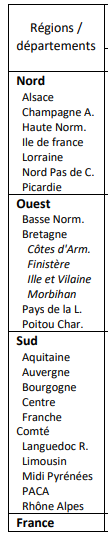 Régions /
départements
Nord
Alsace
Champagne A.
Haute Norm.
Ile de france
Lorraine
Nord Pas de C.
Picardie
Ouest
Basse Norm.
Bretagne
Côtes d'Arm.
Finistère
Ille et Vilaine
Morbihan
Pays de la L.
Poitou Char.
Sud
Aquitaine
Auvergne
Bourgogne
Centre
Franche
Comté
Languedoc R.
Limousin
Midi Pyrénées
PACA
Rhône Alpes
France